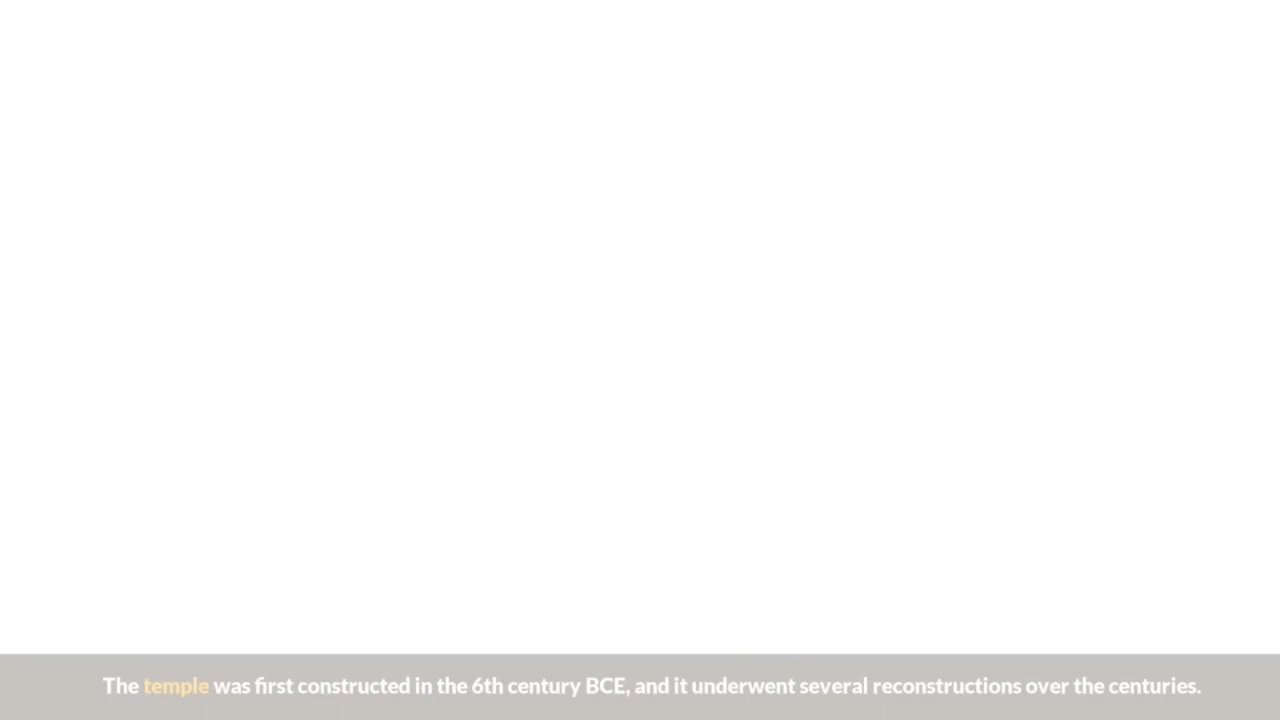 The temple was first constructed in the 6th century BCE, and it underwent several reconstructions over the centuries.